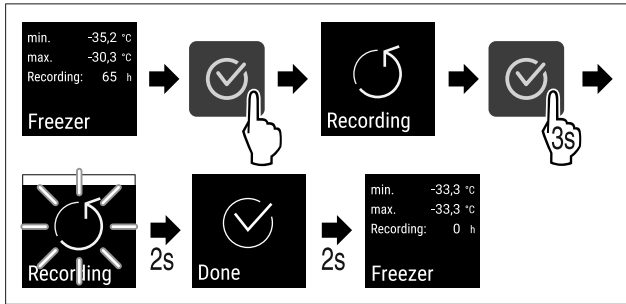 min. -35,2 °C
max. -30,3 °C
Recording: 65 h
Freezer
Recording
3s
Recording
2s
Done
2s
min. -33,3 °C
max. -33,3 °C
Recording: 0 h
Freezer